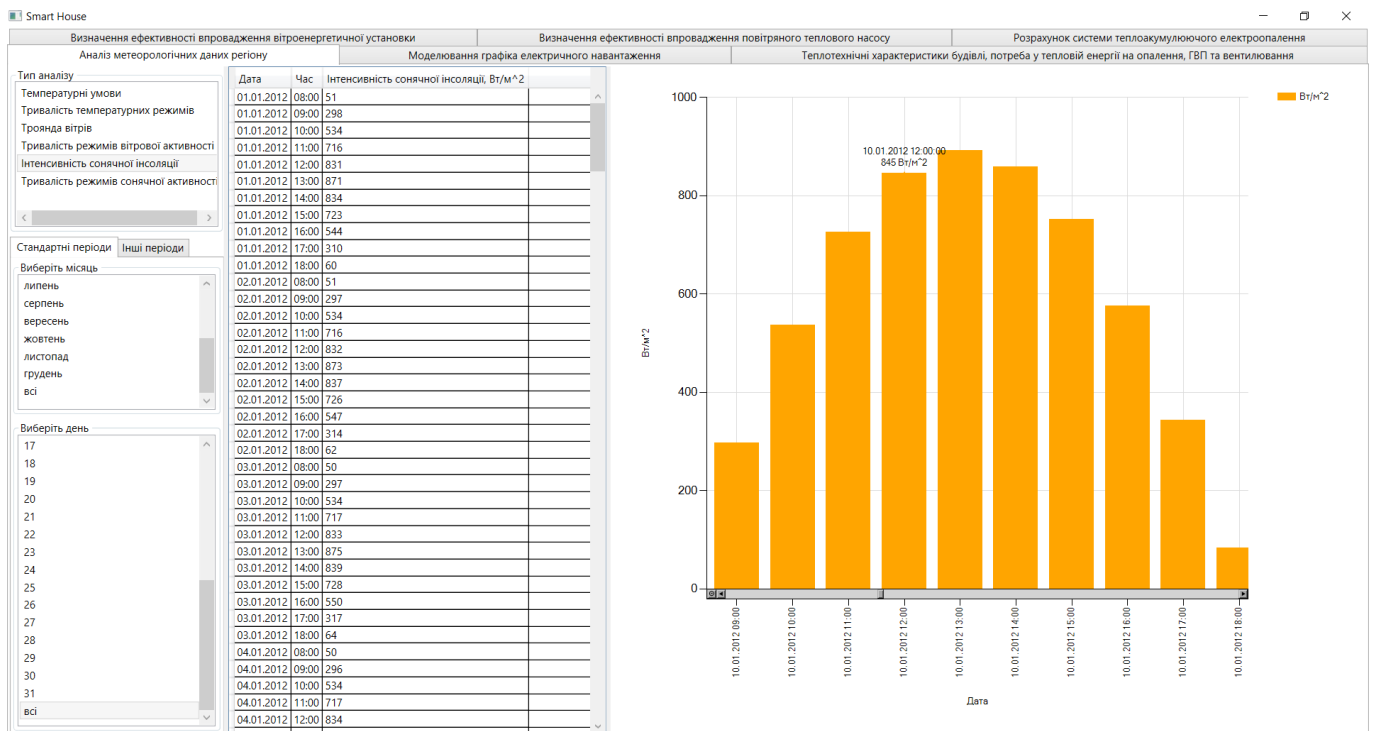 Smart House
Визначення ефективності впровадження вітроенергетичної установки
Визначення ефективності впровадження повітряного теплового насосу
Розрахунок системи теплоакумулюючого електроопалення
Аналіз метеорологічних даних регіону
Моделювання графіка електричного навантаження
Теплотехнічні характеристики будівлі, потреба у тепловій енергії на опалення, ГВП та вентилювання
Тип аналізу
Температурні умови
Тривалість температурних режимів
Троянда вітрів
Тривалість режимів вітрової активності
Інтенсивність сонячної інсоляції
Тривалість режимів сонячної активності
Стандартні періоди
Інші періоди
Виберіть місяць
липень
серпень
вересень
жовтень
листопад
грудень
всі
Виберіть день
17
18
19
20
21
22
23
24
25
26
27
28
29
30
31
всі
Дата Час Інтенсивність сонячної інсоляції, Вт/м^2
01.01.2012 08:00 51
01.01.2012 09:00 298
01.01.2012 10:00 534
01.01.2012 11:00 716
01.01.2012 12:00 831
01.01.2012 13:00 871
01.01.2012 14:00 834
01.01.2012 15:00 723
01.01.2012 16:00 544
01.01.2012 17:00 310
01.01.2012 18:00 60
02.01.2012 08:00 51
02.01.2012 09:00 297
02.01.2012 10:00 534
02.01.2012 11:00 716
02.01.2012 12:00 832
02.01.2012 13:00 873
02.01.2012 14:00 837
02.01.2012 15:00 726
02.01.2012 16:00 547
02.01.2012 17:00 314
02.01.2012 18:00 62
03.01.2012 08:00 50
03.01.2012 09:00 297
03.01.2012 10:00 534
03.01.2012 11:00 717
03.01.2012 12:00 833
03.01.2012 13:00 875
03.01.2012 14:00 839
03.01.2012 15:00 728
03.01.2012 16:00 550
03.01.2012 17:00 317
03.01.2012 18:00 64
04.01.2012 08:00 50
04.01.2012 09:00 296
04.01.2012 10:00 534
04.01.2012 11:00 717
04.01.2012 12:00 834
Вт/м^2
1000
800
600
400
200
0
Вт/м^2
10.01.2012 12:00:00
845 Вт/м^2
10.01.2012 09:00
10.01.2012 10:00
10.01.2012 11:00
10.01.2012 12:00
10.01.2012 13:00
10.01.2012 14:00
10.01.2012 15:00
10.01.2012 16:00
10.01.2012 17:00
10.01.2012 18:00
Дата